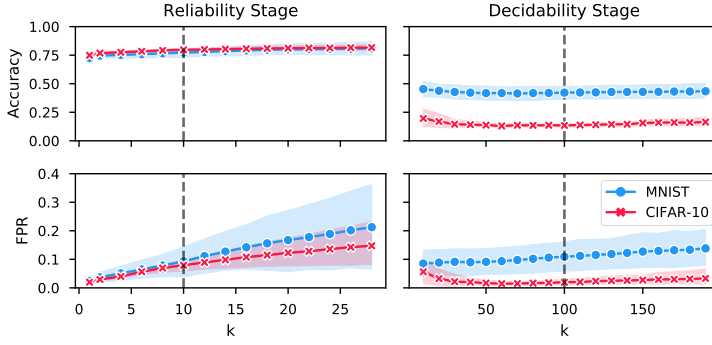 Reliability Stage
Decidability Stage
1.00
0.75
0.50
0.25
0.00
Accuracy
0.4
0.3
0.2
0.1
0.0
FPR
MNIST
CIFAR-10
0 5 10 15 20 25
50 100 150
k
k